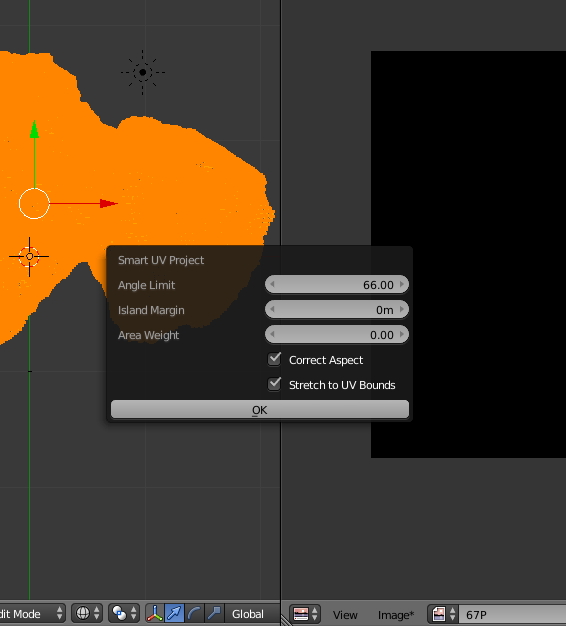 Smart UV Project
Angle Limit 66.00
Island Margin 0m
Area Weight 0.00
Correct Aspect
Stretch to UV Bounds
OK
dit Mode Global View Image* 67P